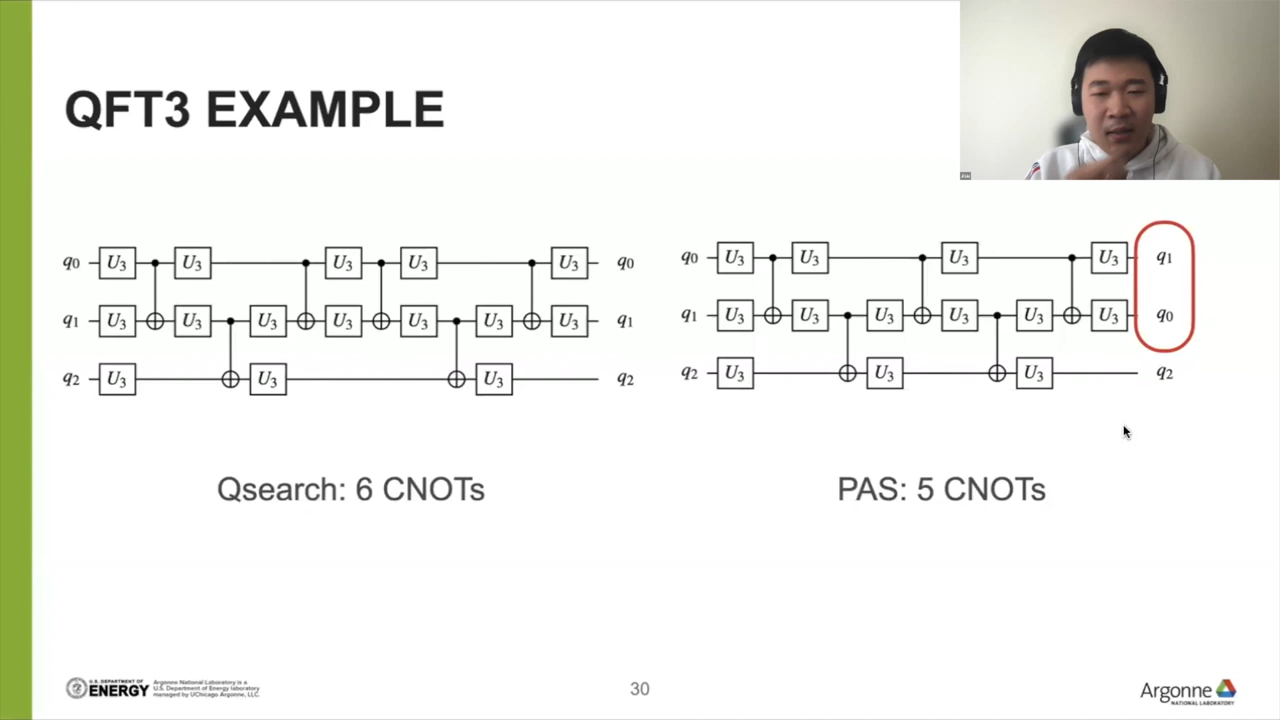 QFT3 EXAMPLE
q0 U3 U3 U3 U3 U3 q0
q1 U3 U3 U3 U3 U3 U3 U3 q1
q2 U3 U3 U3 q2
q0 U3 U3 U3 U3 q1
q1 U3 U3 U3 U3 U3 U3 q0
q2 U3 U3 U3 q2
Qsearch: 6 CNOTs
PAS: 5 CNOTs
U.S. DEPARTMENT OF
ENERGY
Argonne National Laboratory is a
U.S. Department of Energy laboratory
managed by UChicago Argonne, LLC.
30
Argonne
NATIONAL LABORATORY